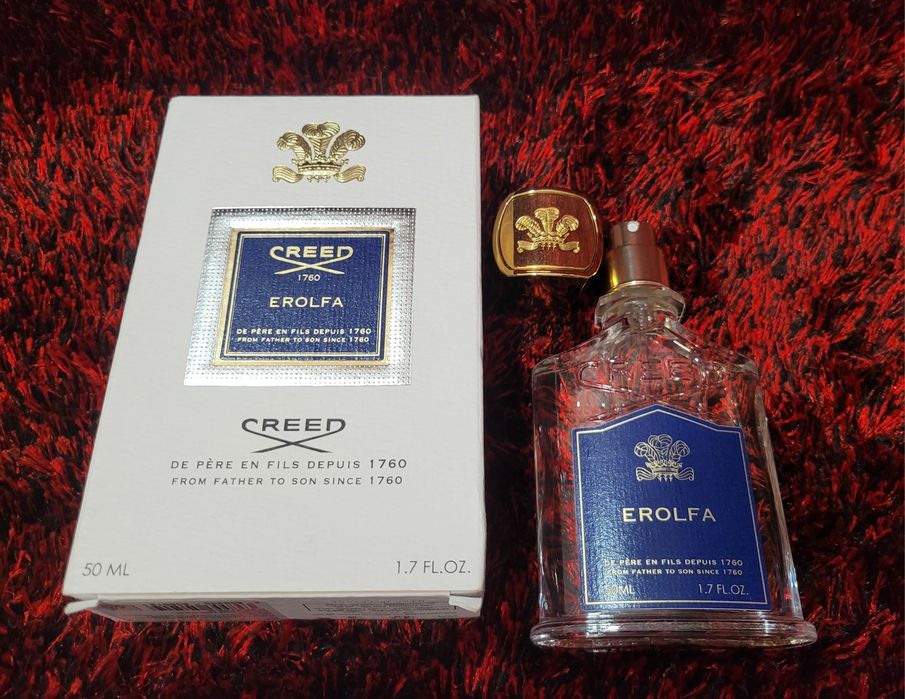 CREED
1760
EROLFA
DE PÈRE EN FILS DEPUIS 1760
FROM FATHER TO SON SINCE 1760
CREED
DE PÈRE EN FILS DEPUIS 1760
FROM FATHER TO SON SINCE 1760
50 ML
1.7 FL.OZ.
CREED
EROLFA
DE PÈRE EN FILS DEPUIS 1760
FROM FATHER TO SON SINCE 1760
50ML
1.7 FL.OZ.